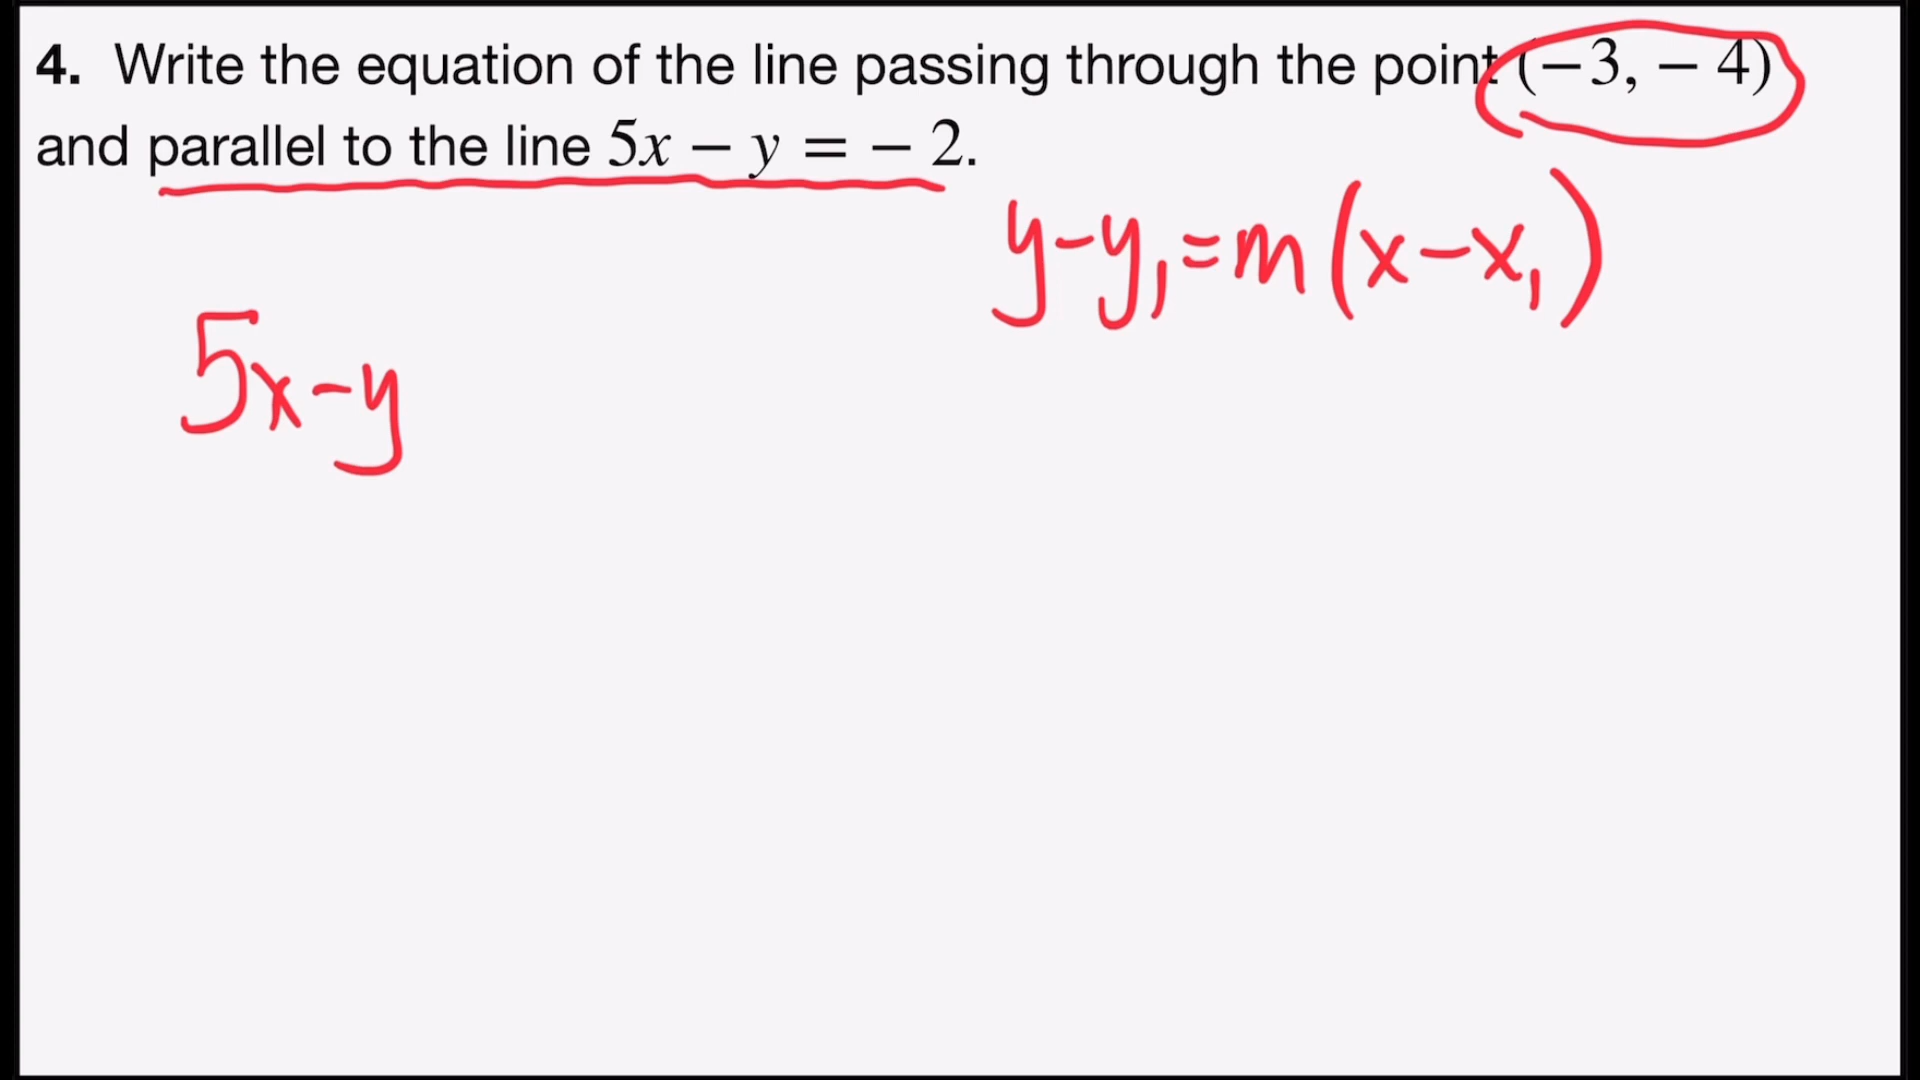 4. Write the equation of the line passing through the point (−3, − 4)
and parallel to the line 5x − y = − 2.
y-y₁=m(x-x₁)
5x-y